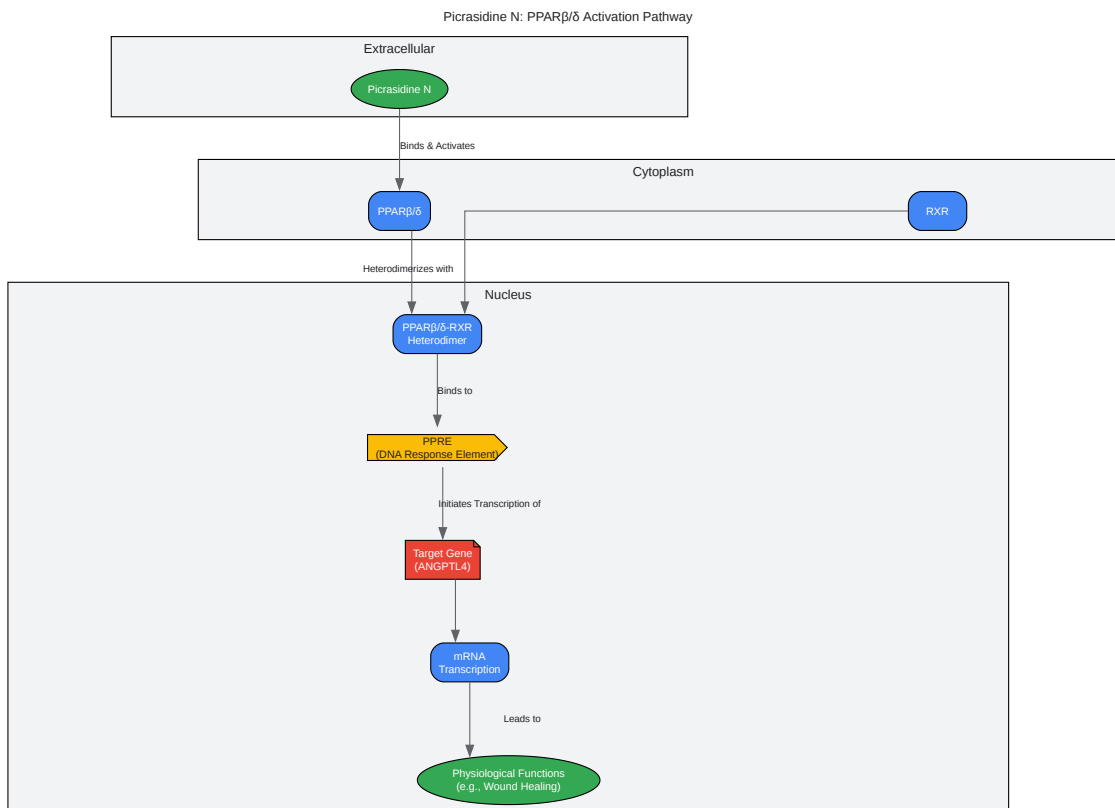 Picrasidine N: PPARβ/δ Activation Pathway
Extracellular
Picrasidine N
Binds & Activates
Cytoplasm
PPARβ/δ
RXR
Heterodimerizes with
Nucleus
PPARβ/δ-RXR
Heterodimer
Binds to
PPRE
(DNA Response Element)
Initiates Transcription of
Target Gene
(ANGPTL4)
mRNA
Transcription
Leads to
Physiological Functions
(e.g., Wound Healing)